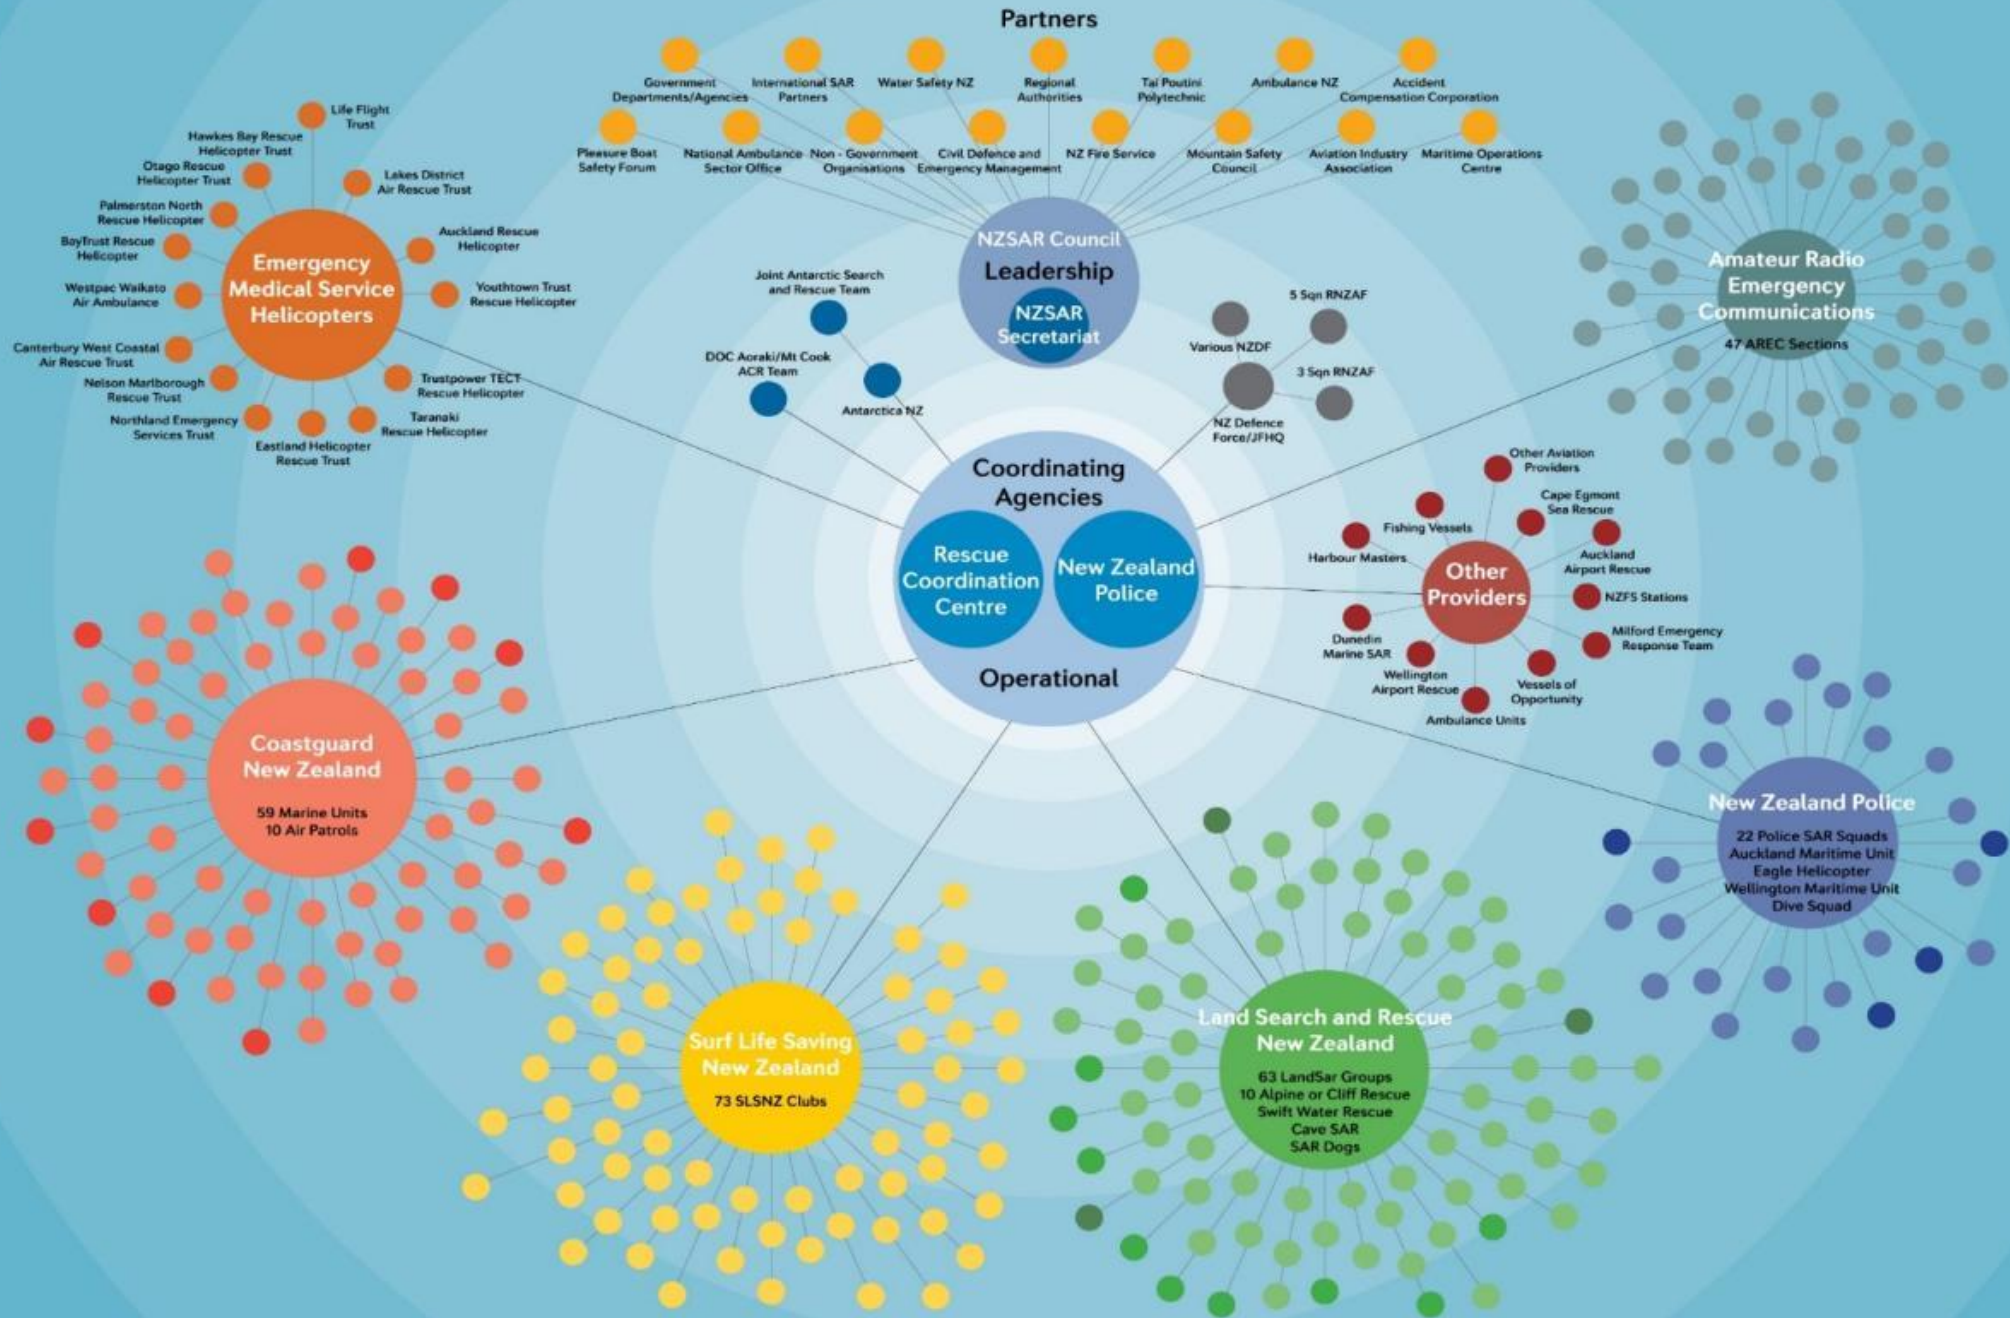 Partners
Government
Departments/Agencies
International SAR
Partners
Water Safety NZ
Regional
Authorities
Tai Poutini
Polytechnic
Ambulance NZ
Accident
Compensation Corporation
Pleasure Boat
Safety Forum
National Ambulance
Sector Office
Non - Government
Organisations
Civil Defence and
Emergency Management
NZ Fire Service
Mountain Safety
Council
Aviation Industry
Association
Maritime Operations
Centre
NZSAR Council
Leadership
NZSAR
Secretariat
Life Flight
Trust
Hawkes Bay Rescue
Helicopter Trust
Otago Rescue
Helicopter Trust
Lakes District
Air Rescue Trust
Palmerston North
Rescue Helicopter
BayTrust Rescue
Helicopter
Auckland Rescue
Helicopter
Westpac Waikato
Air Ambulance
Youthtown Trust
Rescue Helicopter
Emergency
Medical Service
Helicopters
Canterbury West Coastal
Air Rescue Trust
Nelson Marlborough
Rescue Trust
Trustpower TECT
Rescue Helicopter
Northland Emergency
Services Trust
Taranaki
Rescue Helicopter
Eastland Helicopter
Rescue Trust
Joint Antarctic Search
and Rescue Team
DOC Aoraki/Mt Cook
ACR Team
Antarctica NZ
5 Sqn RNZAF
Various NZDF
3 Sqn RNZAF
NZ Defence
Force/JFHQ
Amateur Radio
Emergency
Communications
47 AREC Sections
Coordinating
Agencies
Rescue
Coordination
Centre
New Zealand
Police
Operational
Other Aviation
Providers
Cape Egmont
Sea Rescue
Fishing Vessels
Harbour Masters
Auckland
Airport Rescue
Other
Providers
NZFS Stations
Dunedin
Marine SAR
Milford Emergency
Response Team
Wellington
Airport Rescue
Vessels of
Opportunity
Ambulance Units
Coastguard
New Zealand
59 Marine Units
10 Air Patrols
New Zealand Police
22 Police SAR Squads
Auckland Maritime Unit
Eagle Helicopter
Wellington Maritime Unit
Dive Squad
Surf Life Saving
New Zealand
73 SLSNZ Clubs
Land Search and Rescue
New Zealand
63 LandSar Groups
10 Alpine or Cliff Rescue
Swift Water Rescue
Cave SAR
SAR Dogs